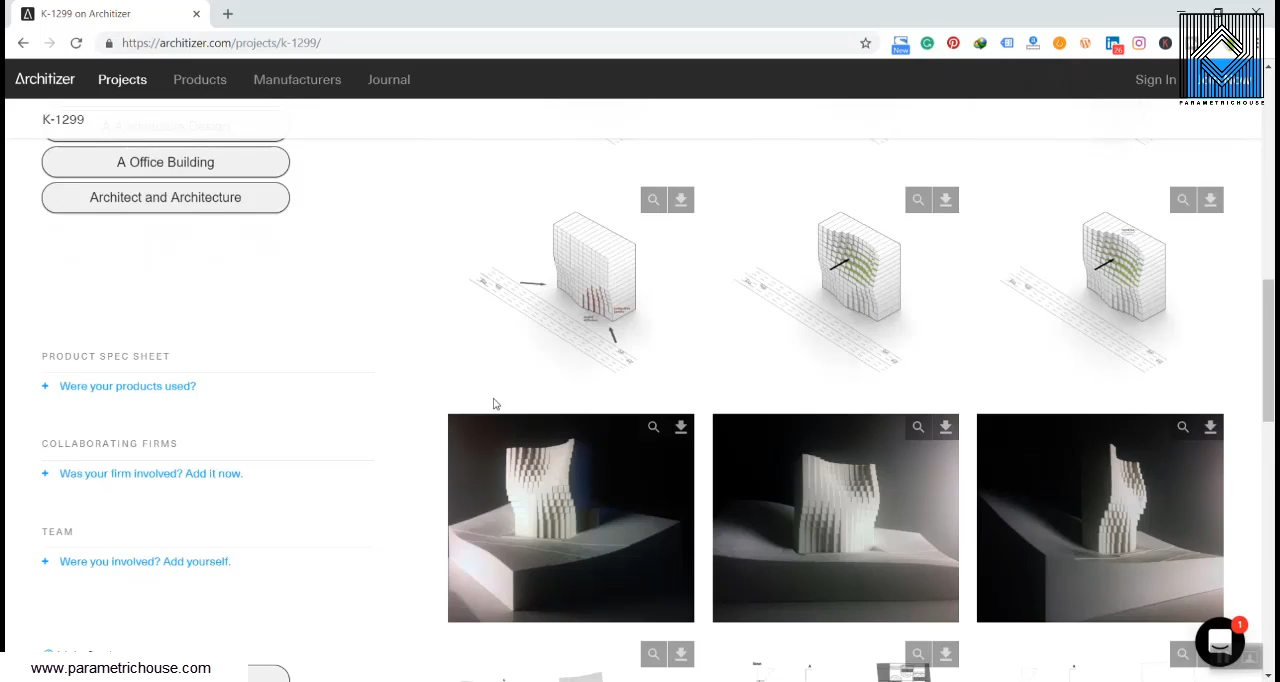 K-1299 on Architizer
https://architizer.com/projects/k-1299/
New
26
Architizer
Projects
Products
Manufacturers
Journal
Sign In
PARAMETRICHOUSE
K-1299
A Office Building
Architect and Architecture
PRODUCT SPEC SHEET
+ Were your products used?
COLLABORATING FIRMS
+ Was your firm involved? Add it now.
TEAM
+ Were you involved? Add yourself.
1
www.parametrichouse.com